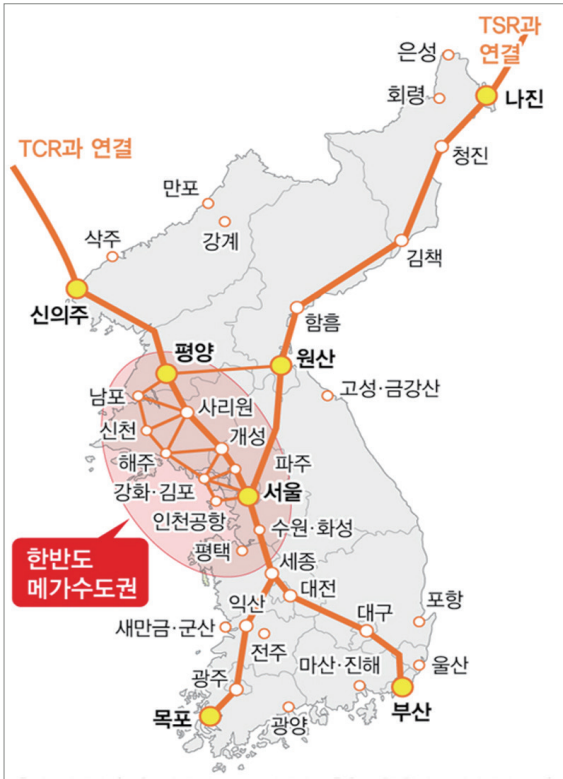 TSR과
연결
은성
회령
나진
청진
TCR과 연결
만포
강계
삭주
김책
신의주
함흥
평양
원산
고성·금강산
남포
사리원
신천
개성
해주
파주
강화·김포
서울
인천공항
수원·화성
평택
한반도
메가수도권
세종
대전
익산
대구
포항
새만금·군산
전주
마산·진해
울산
광주
목포
광양
부산